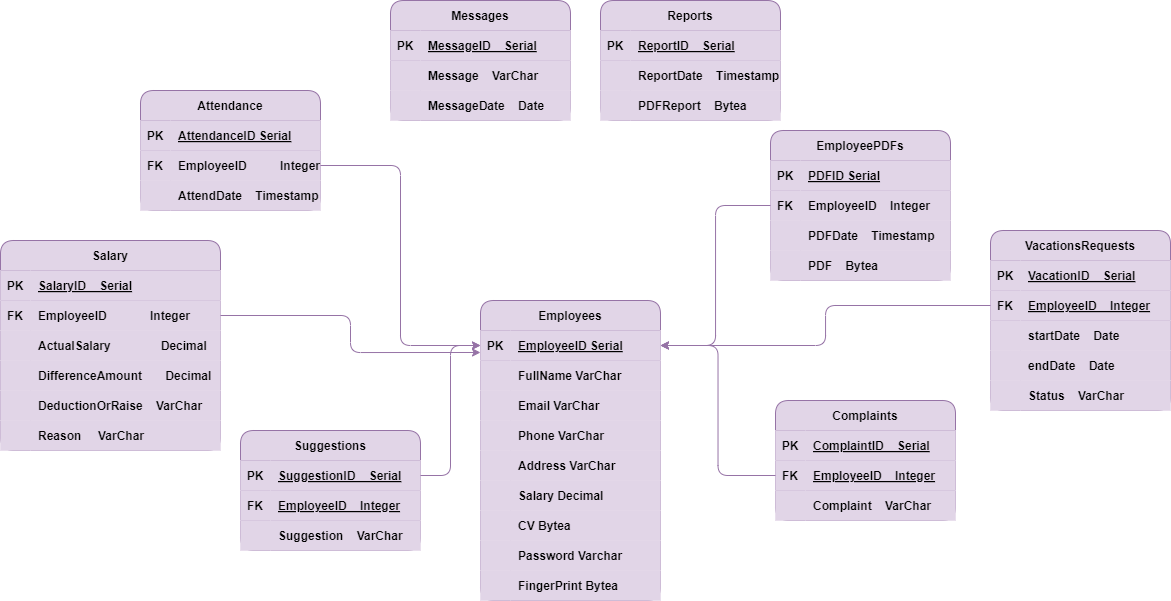 Messages
PK MessageID Serial
Message VarChar
MessageDate Date
Reports
PK ReportID Serial
ReportDate Timestamp
PDFReport Bytea
Attendance
PK AttendanceID Serial
FK EmployeeID Integer
AttendDate Timestamp
EmployeePDFs
PK PDFID Serial
FK EmployeeID Integer
PDFDate Timestamp
PDF Bytea
Salary
PK SalaryID Serial
FK EmployeeID Integer
ActualSalary Decimal
DifferenceAmount Decimal
DeductionOrRaise VarChar
Reason VarChar
VacationsRequests
PK VacationID Serial
FK EmployeeID Integer
startDate Date
endDate Date
Status VarChar
Employees
PK EmployeeID Serial
FullName VarChar
Email VarChar
Phone VarChar
Address VarChar
Salary Decimal
CV Bytea
Password Varchar
FingerPrint Bytea
Suggestions
PK SuggestionID Serial
FK EmployeeID Integer
Suggestion VarChar
Complaints
PK ComplaintID Serial
FK EmployeeID Integer
Complaint VarChar